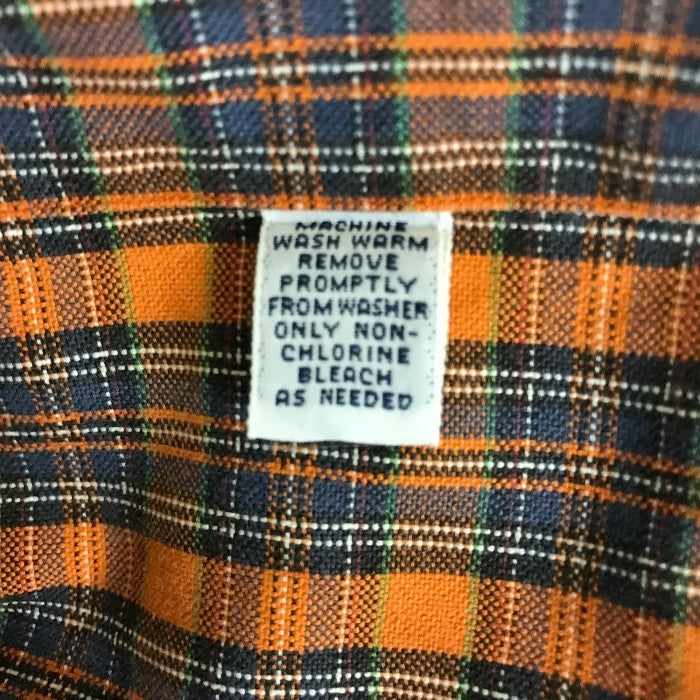 MACHINE
WASH WARM
REMOVE
PROMPTLY
FROM WASHER
ONLY NON-
CHLORINE
BLEACH
AS NEEDED